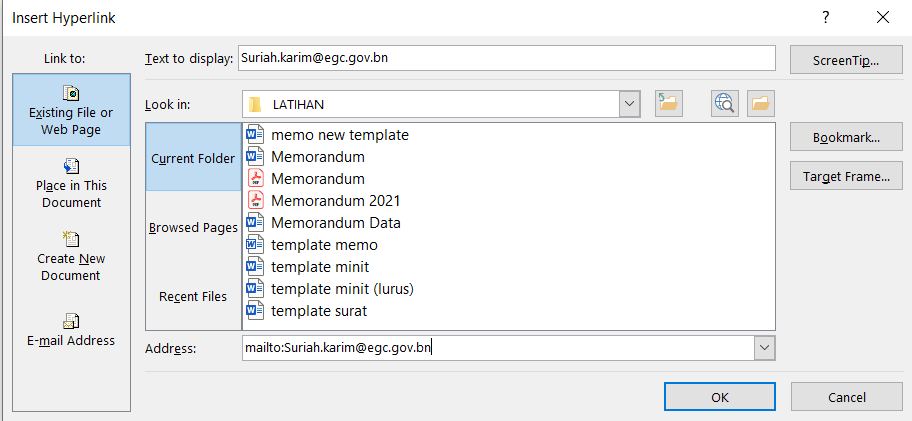 Insert Hyperlink
?
Link to:
Text to display: Suriah.karim@egc.gov.bn
ScreenTip...
Existing File or
Web Page
Look in: LATIHAN
Current Folder
memo new template
Memorandum
Memorandum
Memorandum 2021
Memorandum Data
template memo
template minit
template minit (lurus)
template surat
Bookmark...
Target Frame...
Place in This
Document
Browsed Pages
Create New
Document
Recent Files
E-mail Address
Address: mailto:Suriah.karim@egc.gov.bn
OK
Cancel